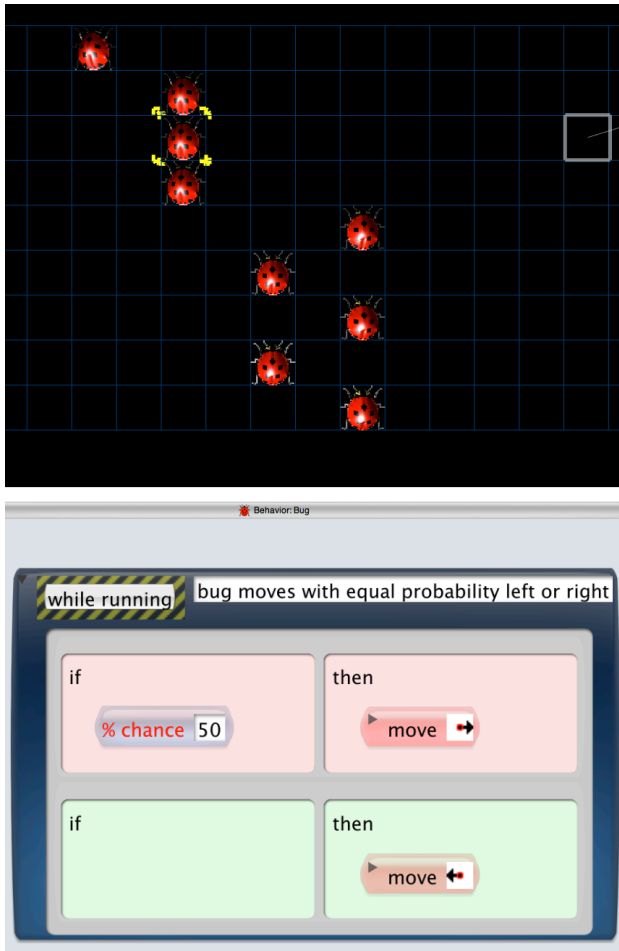 Behavior: Bug
while running
bug moves with equal probability left or right
if
then
% chance 50
move
if
then
move